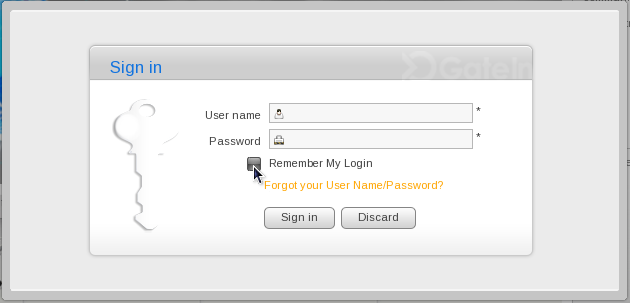 Sign in
GateIn
User name *
Password *
Remember My Login
Forgot your User Name/Password?
Sign in Discard